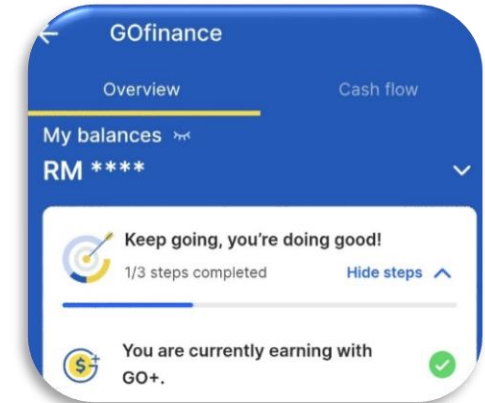 GOfinance
Overview
Cash flow
My balances
RM ****
Keep going, you're doing good!
1/3 steps completed
Hide steps
You are currently earning with
GO+.